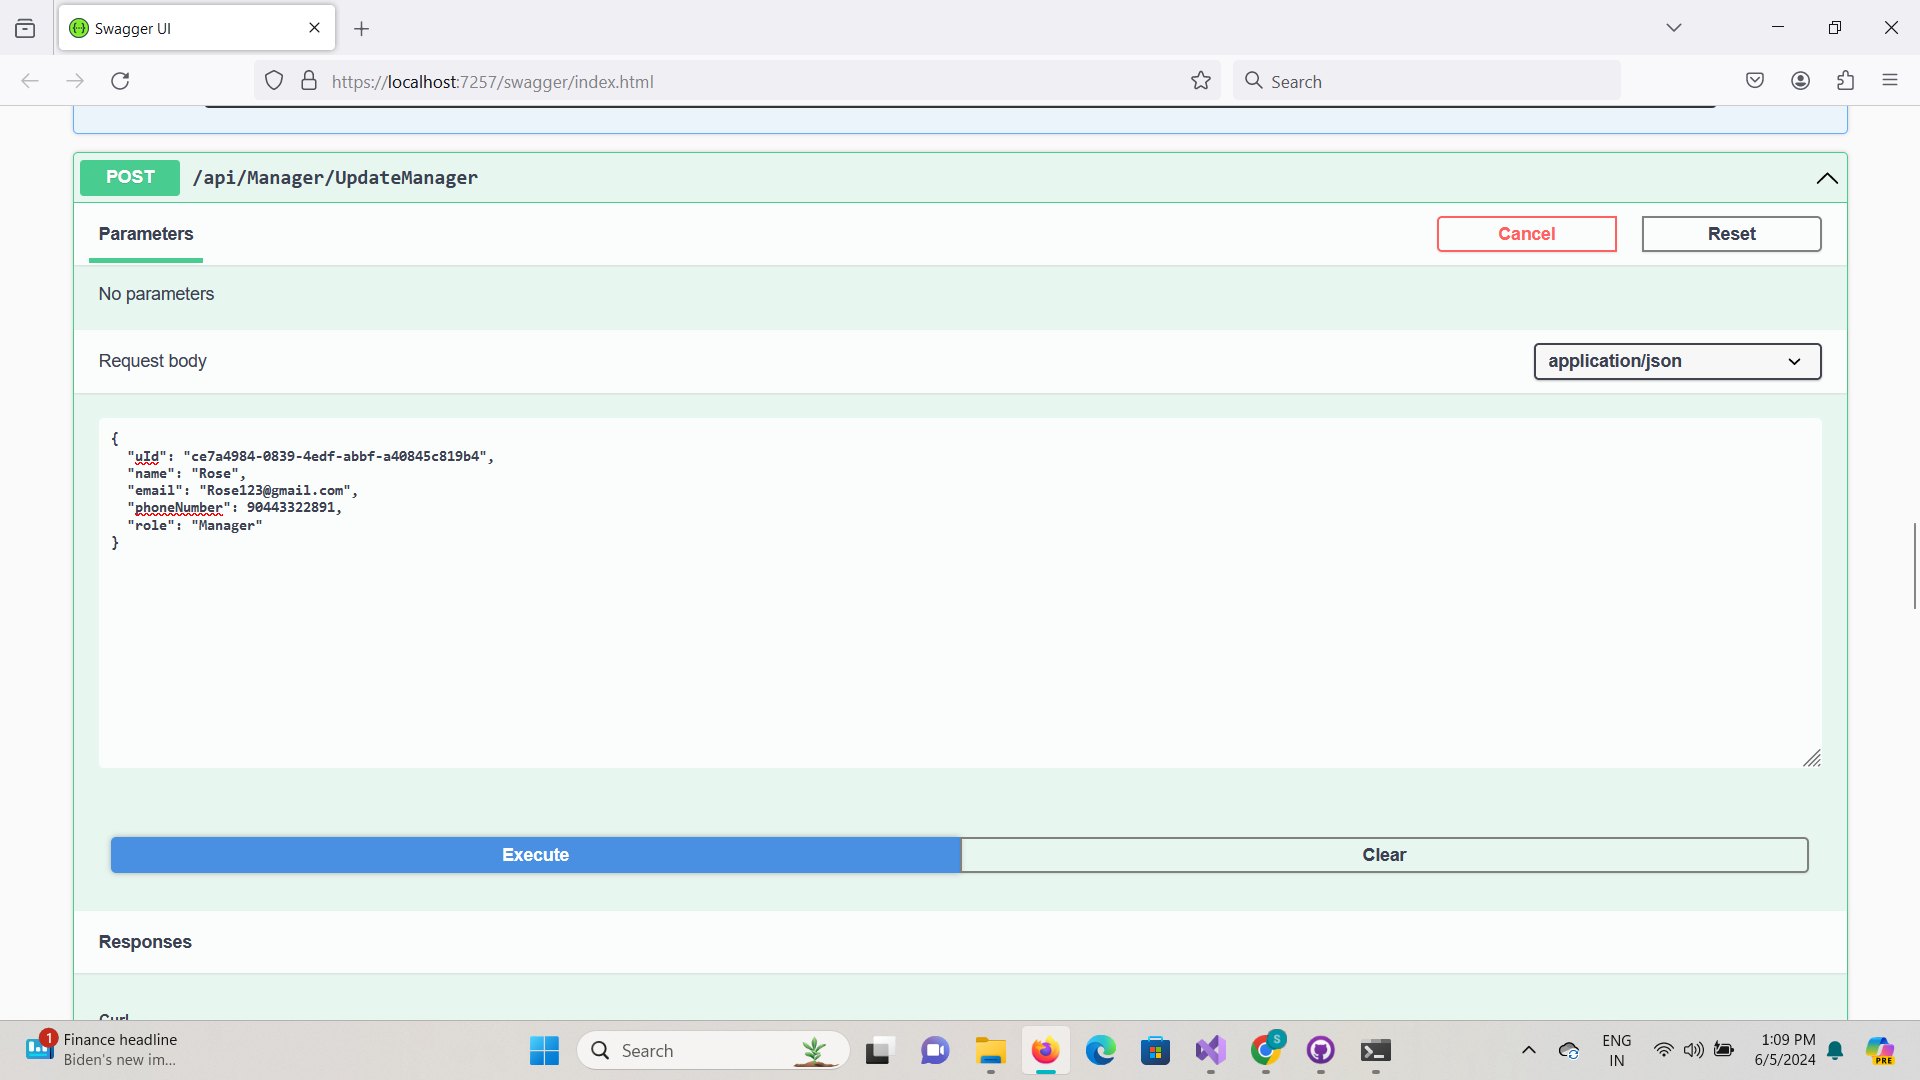 Swagger UI
https://localhost:7257/swagger/index.html
Search
POST
/api/Manager/UpdateManager
Parameters
Cancel
Reset
No parameters
Request body
application/json
{
"uId": "ce7a4984-0839-4edf-abbf-a40845c819b4",
"name": "Rose",
"email": "Rose123@gmail.com",
"phoneNumber": 90443322891,
"role": "Manager"
}
Execute
Clear
Responses
Curl
1
Finance headline
Biden's new im...
Search
S
ENG
IN
1:09 PM
6/5/2024
PRE